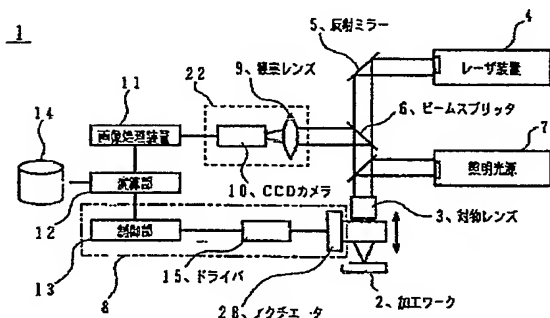 1
4
5、反射ミラー
レーザ装置
11
22
9、観察レンズ
6、ビームスプリッタ
7
14
画像処理装置
照明光源
10、CCDカメラ
演算部
12
3、対物レンズ
制御部
15、ドライバ
13
8
28、アクチエータ
2、加工ワーク